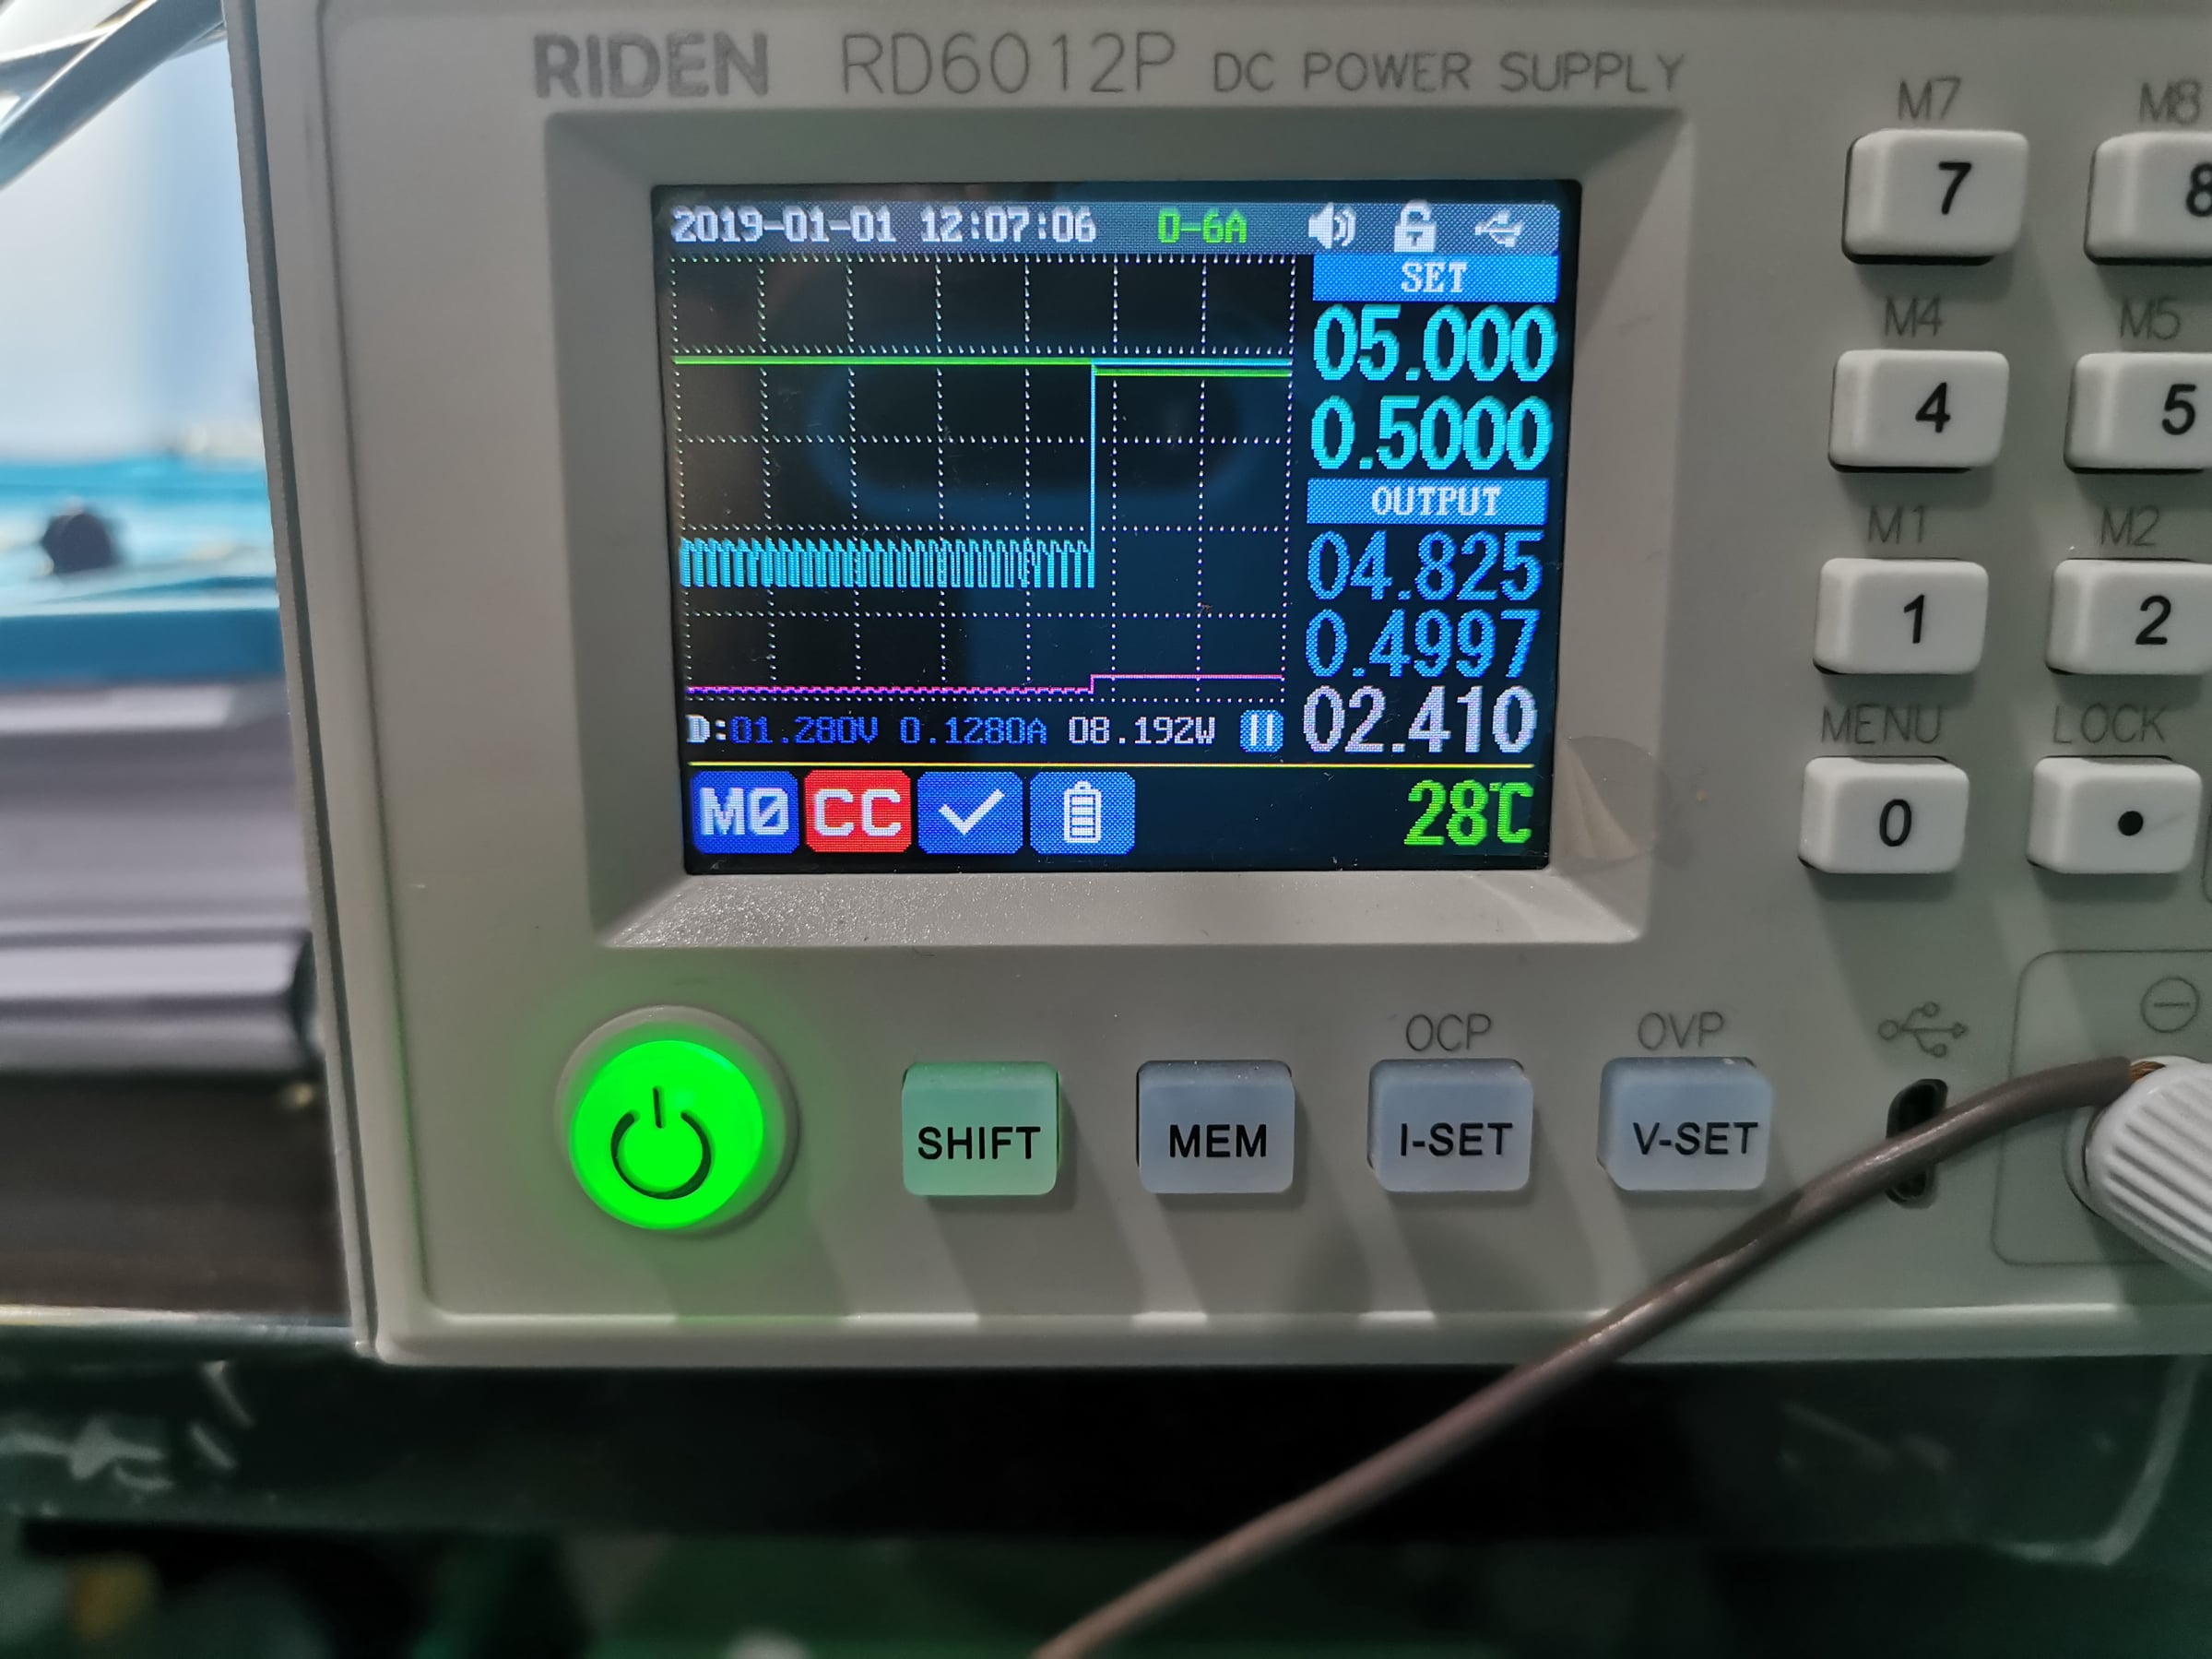 RIDEN RD6012P DC POWER SUPPLY
2019-01-01 12:07:06 0-6A
SET
05.000
0.5000
OUTPUT
04.825
0.4997
02.410
D:01.280V 0.1280A 08.192W
M0 CC 28℃
M7 M8
7 8
M4 M5
4 5
M1 M2
1 2
MENU LOCK
0 •
OCP OVP
SHIFT MEM I-SET V-SET